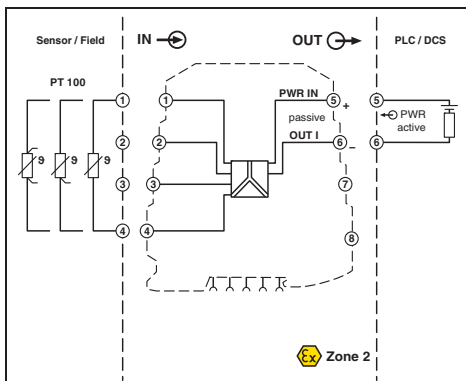 Sensor / Field
IN
OUT
PLC / DCS
PT 100
1
1
PWR IN
5
+
5
passive
PWR
active
2
2
OUT I
6
–
6
ϑ
ϑ
ϑ
3
3
7
4
4
8
Ex
Zone 2